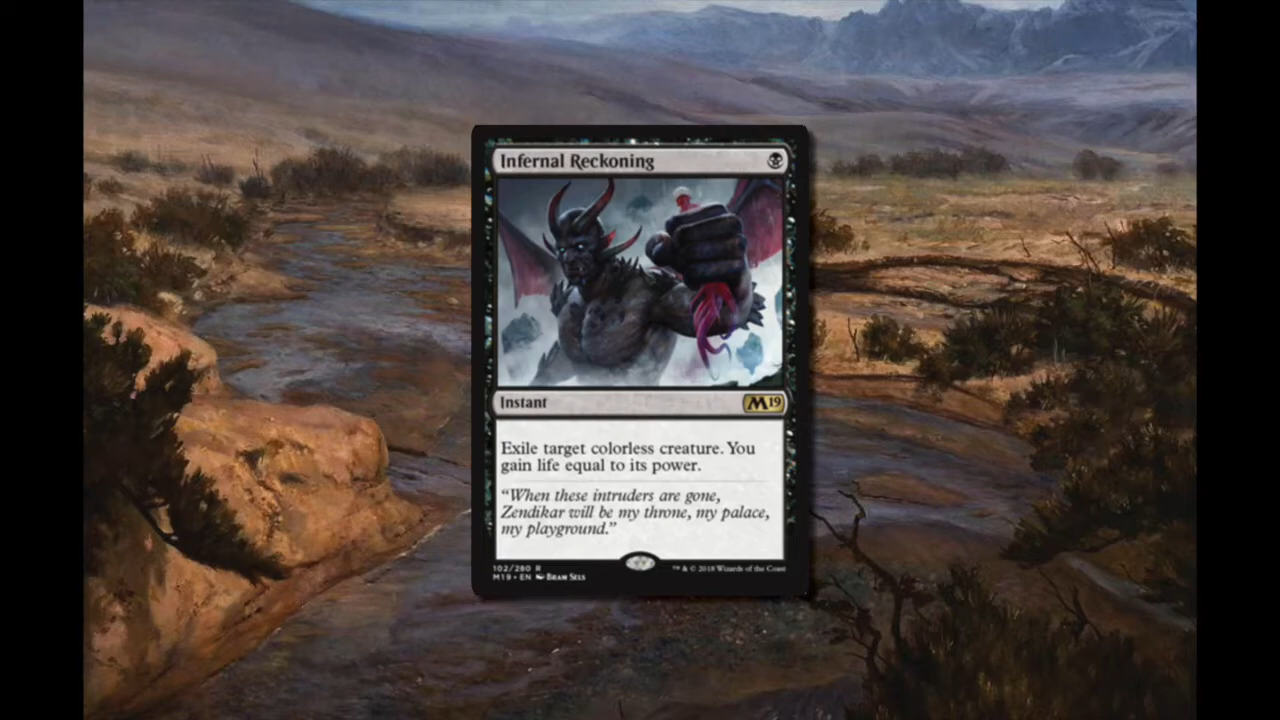 Infernal Reckoning
Instant
M19
Exile target colorless creature. You
gain life equal to its power.
“When these intruders are gone,
Zendikar will be my throne, my palace,
my playground.”
102/280 R
M19 • EN Bram Sels
™ & © 2018 Wizards of the Coast